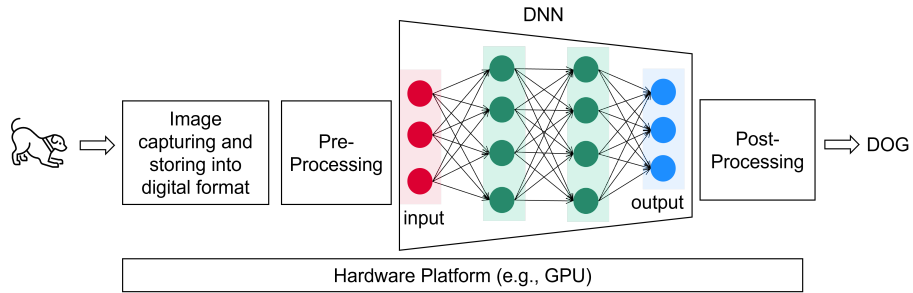 DNN
Image
capturing and
storing into
digital format
Pre-
Processing
input
output
Post-
Processing
DOG
Hardware Platform (e.g., GPU)